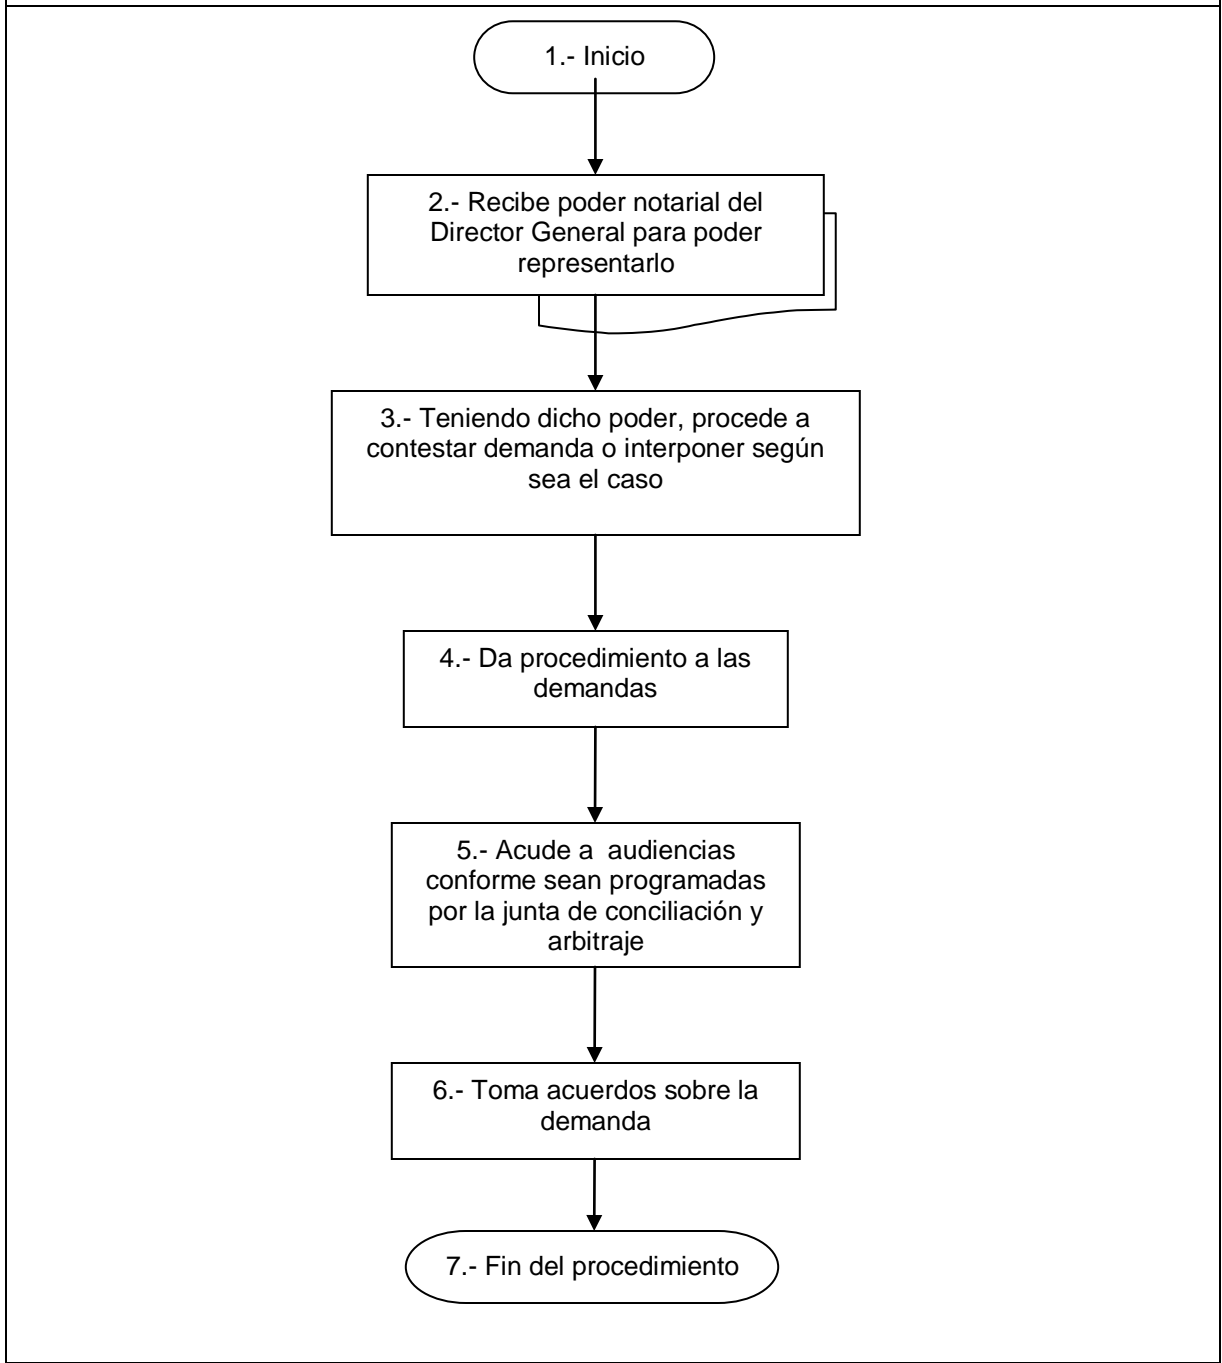 1.- Inicio
2.- Recibe poder notarial del
Director General para poder
representarlo
3.- Teniendo dicho poder, procede a
contestar demanda o interponer según
sea el caso
4.- Da procedimiento a las
demandas
5.- Acude a  audiencias
conforme sean programadas
por la junta de conciliación y
arbitraje
6.- Toma acuerdos sobre la
demanda
7.- Fin del procedimiento